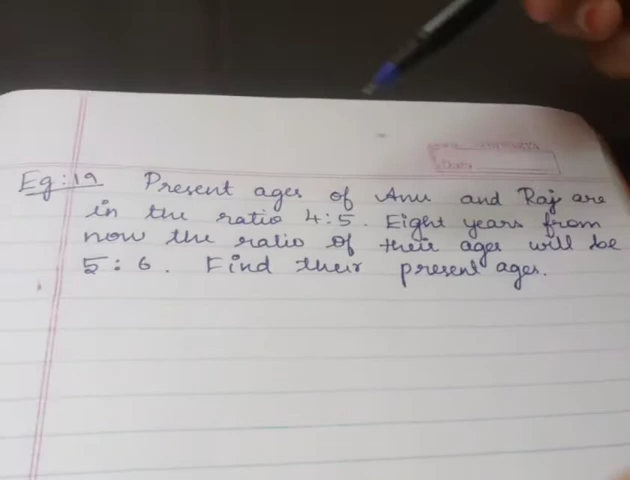 Eg:19 Present ages of Anu and Raj are
in the ratio 4:5. Eight years from
now the ratio of their ages will be
5:6. Find their present ages.
Date